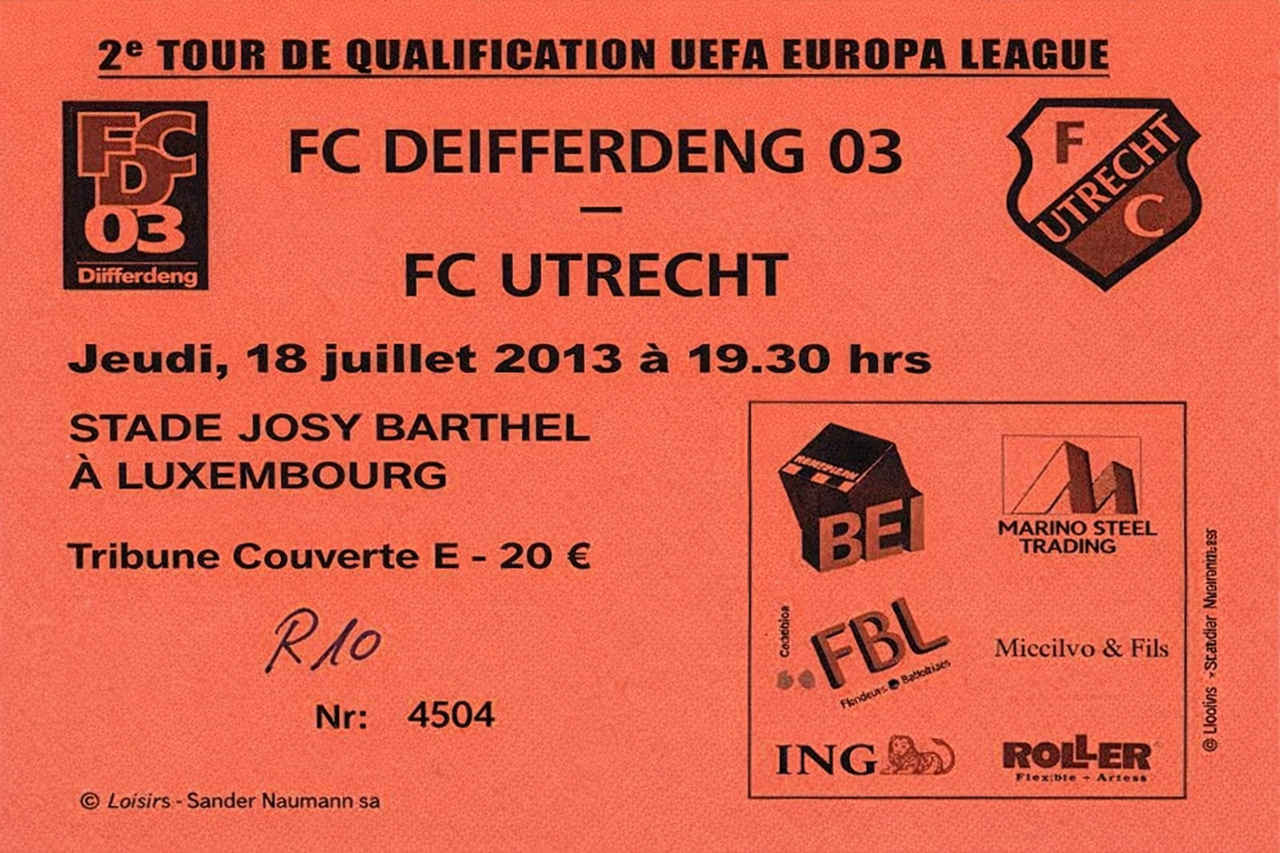 2e TOUR DE QUALIFICATION UEFA EUROPA LEAGUE
FC DEIFFERDENG 03
–
FC UTRECHT
FCD
03
Diifferdeng
F
UTRECHT
C
Jeudi, 18 juillet 2013 à 19.30 hrs
STADE JOSY BARTHEL
À LUXEMBOURG
Tribune Couverte E - 20 €
R10
Nr: 4504
© Loisirs - Sander Naumann sa
BEI
MARINO STEEL
TRADING
FBL
Miccilvo & Fils
ING
ROLLER